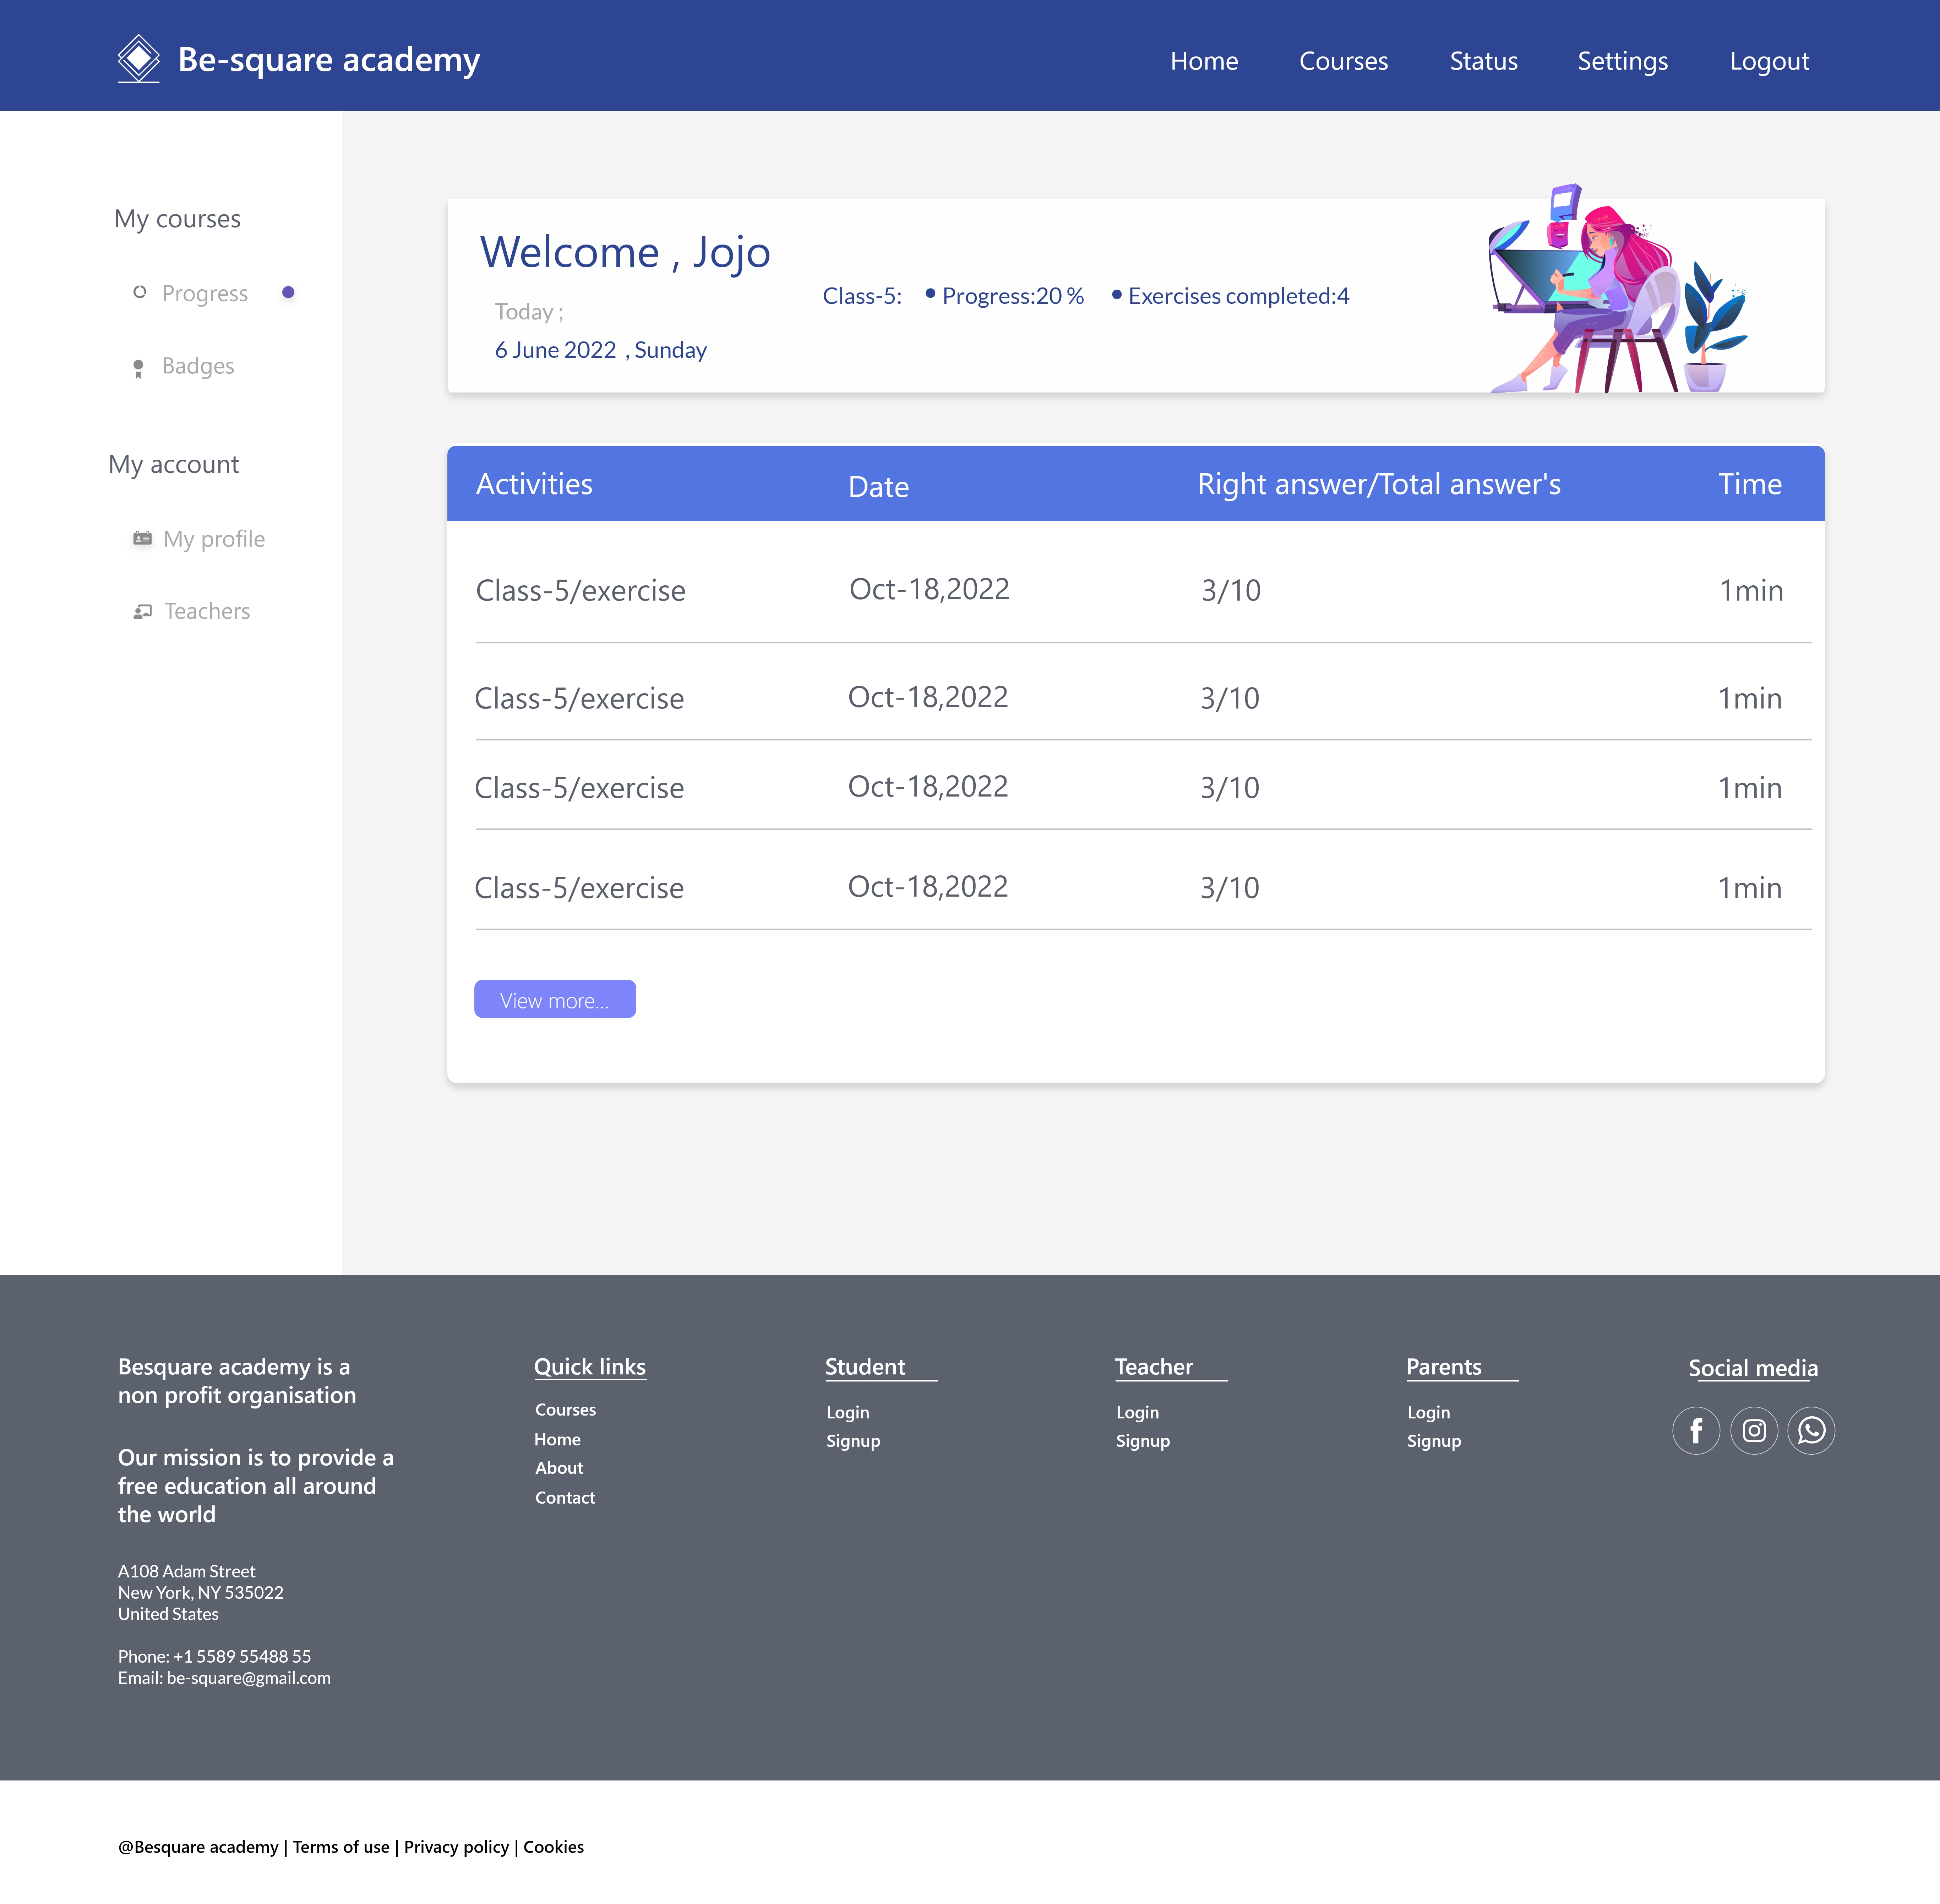 Be-square academy
Home Courses Status Settings Logout
My courses
Progress
Badges
My account
My profile
Teachers
Welcome , Jojo
Today ;
6 June 2022 , Sunday
Class-5: • Progress:20 % • Exercises completed:4
Activities Date Right answer/Total answer's Time
Class-5/exercise Oct-18,2022 3/10 1min
Class-5/exercise Oct-18,2022 3/10 1min
Class-5/exercise Oct-18,2022 3/10 1min
Class-5/exercise Oct-18,2022 3/10 1min
View more...
Besquare academy is a
non profit organisation
Our mission is to provide a
free education all around
the world
A108 Adam Street
New York, NY 535022
United States
Phone: +1 5589 55488 55
Email: be-square@gmail.com
Quick links
Courses
Home
About
Contact
Student
Login
Signup
Teacher
Login
Signup
Parents
Login
Signup
Social media
@Besquare academy | Terms of use | Privacy policy | Cookies